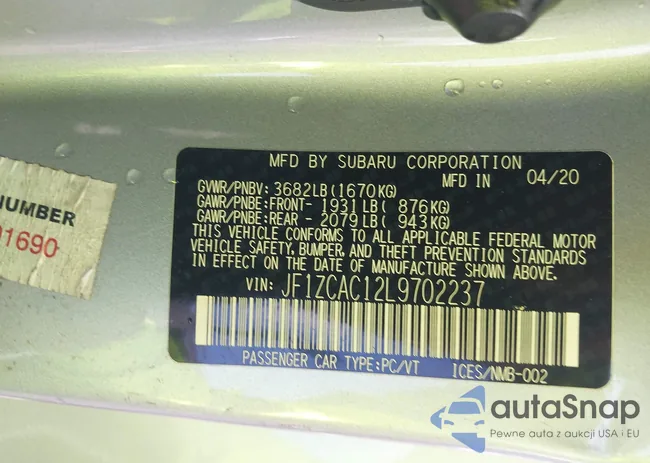 NUMBER
1690
MFD BY SUBARU CORPORATION
MFD IN 04/20
GVWR/PNBV: 3682LB(1670KG)
GAWR/PNBE:FRONT- 1931LB( 876KG)
GAWR/PNBE:REAR - 2079LB( 943KG)
THIS VEHICLE CONFORMS TO ALL APPLICABLE FEDERAL MOTOR
VEHICLE SAFETY, BUMPER, AND THEFT PREVENTION STANDARDS
IN EFFECT ON THE DATE OF MANUFACTURE SHOWN ABOVE.
VIN: JF1ZCAC12L9702237
PASSENGER CAR TYPE:PC/VT ICES/NMB-002
autaSnap
Pewne auta z aukcji USA i EU